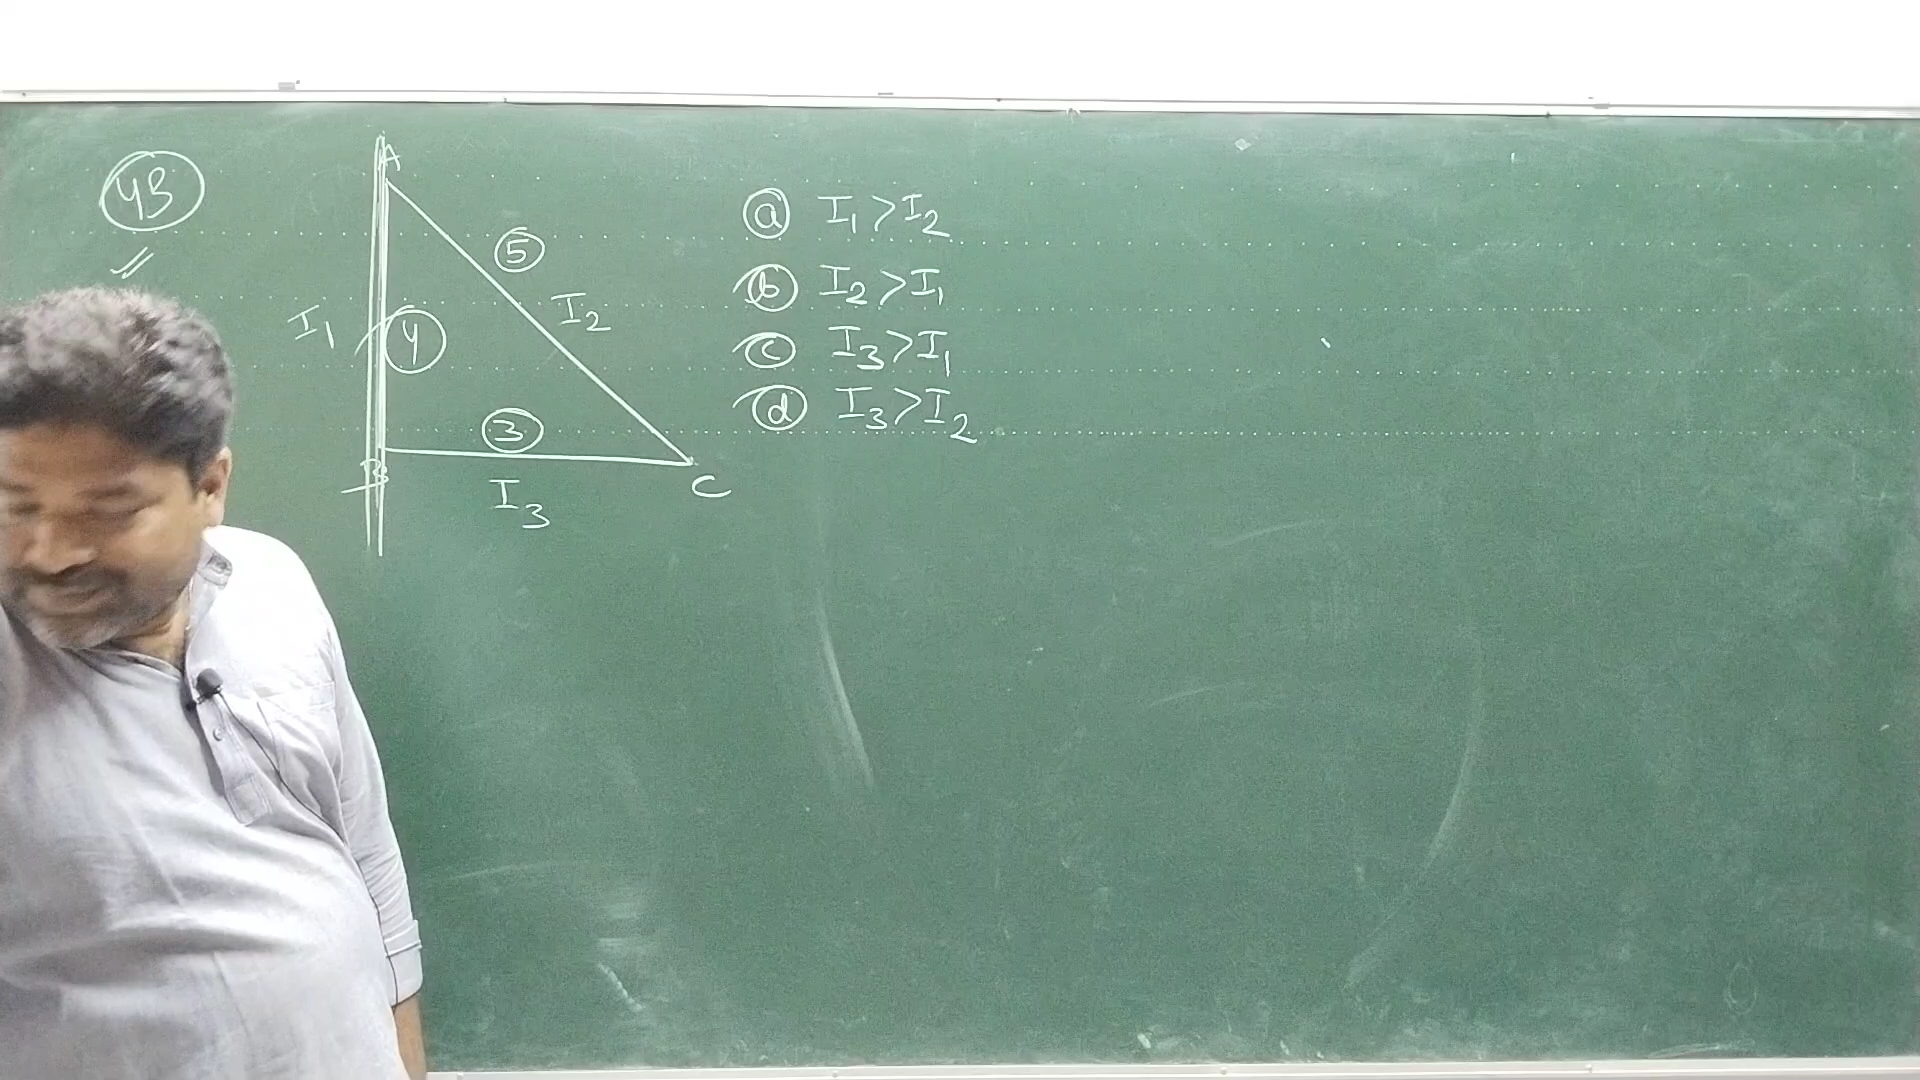 43
A
5
I1
4
I2
3
B
C
I3
a I1 > I2
b I2 > I1
c I3 > I1
d I3 > I2